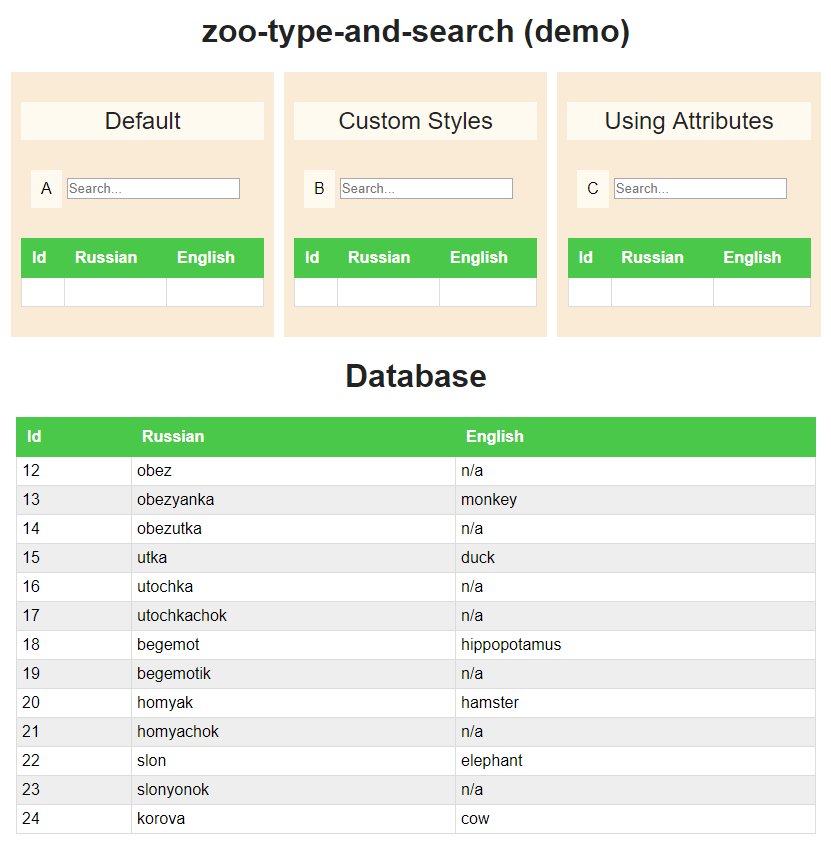 zoo-type-and-search (demo)
Default Custom Styles Using Attributes
A Search... B Search... C Search...
Id Russian English Id Russian English Id Russian English
Database
Id Russian English
12 obez n/a
13 obezyanka monkey
14 obezutka n/a
15 utka duck
16 utochka n/a
17 utochkachok n/a
18 begemot hippopotamus
19 begemotik n/a
20 homyak hamster
21 homyachok n/a
22 slon elephant
23 slonyonok n/a
24 korova cow